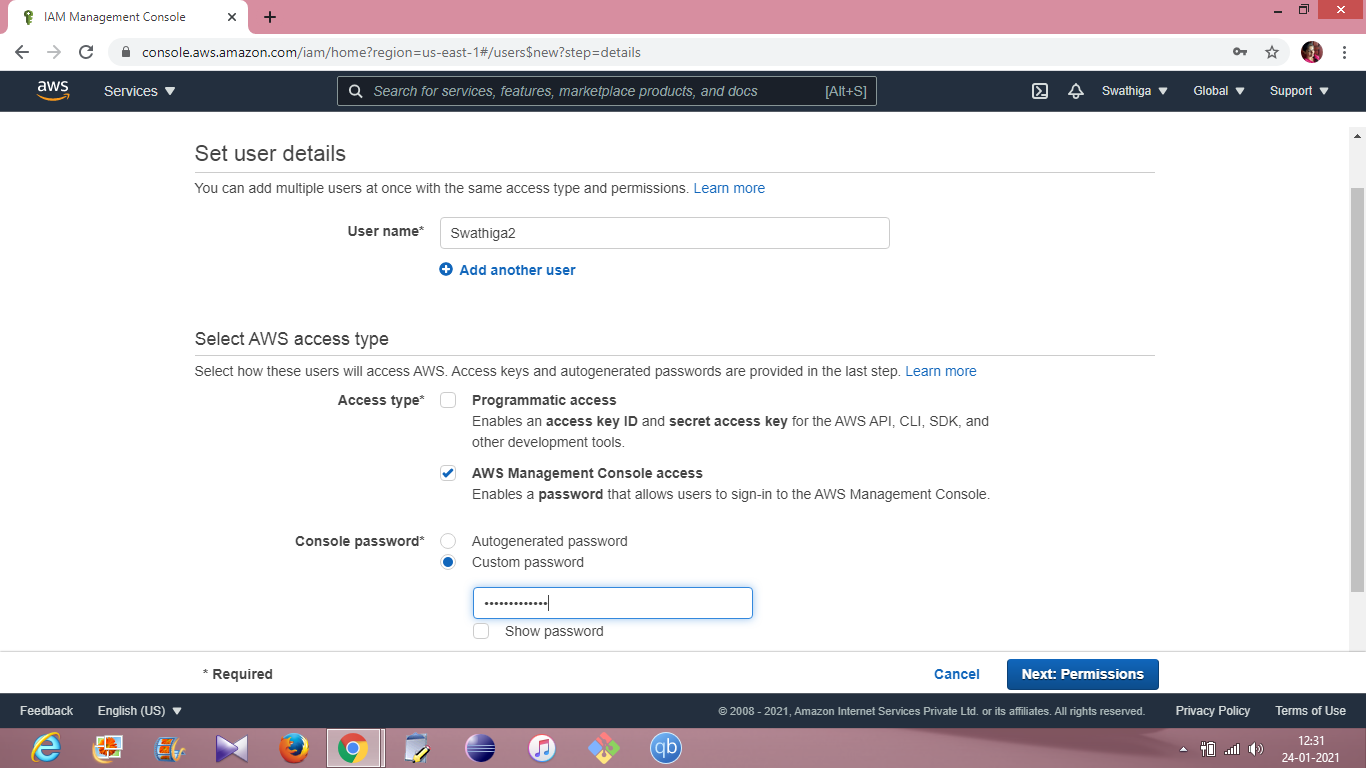 IAM Management Console
console.aws.amazon.com/iam/home?region=us-east-1#/users$new?step=details
aws
Services
Search for services, features, marketplace products, and docs
[Alt+S]
Swathiga
Global
Support
Set user details
You can add multiple users at once with the same access type and permissions. Learn more
User name*
Swathiga2
Add another user
Select AWS access type
Select how these users will access AWS. Access keys and autogenerated passwords are provided in the last step. Learn more
Access type*
Programmatic access
Enables an access key ID and secret access key for the AWS API, CLI, SDK, and
other development tools.
AWS Management Console access
Enables a password that allows users to sign-in to the AWS Management Console.
Console password*
Autogenerated password
Custom password
•••••••••••••
Show password
* Required
Cancel
Next: Permissions
Feedback
English (US)
© 2008 - 2021, Amazon Internet Services Private Ltd. or its affiliates. All rights reserved.
Privacy Policy
Terms of Use
qb
12:31
24-01-2021